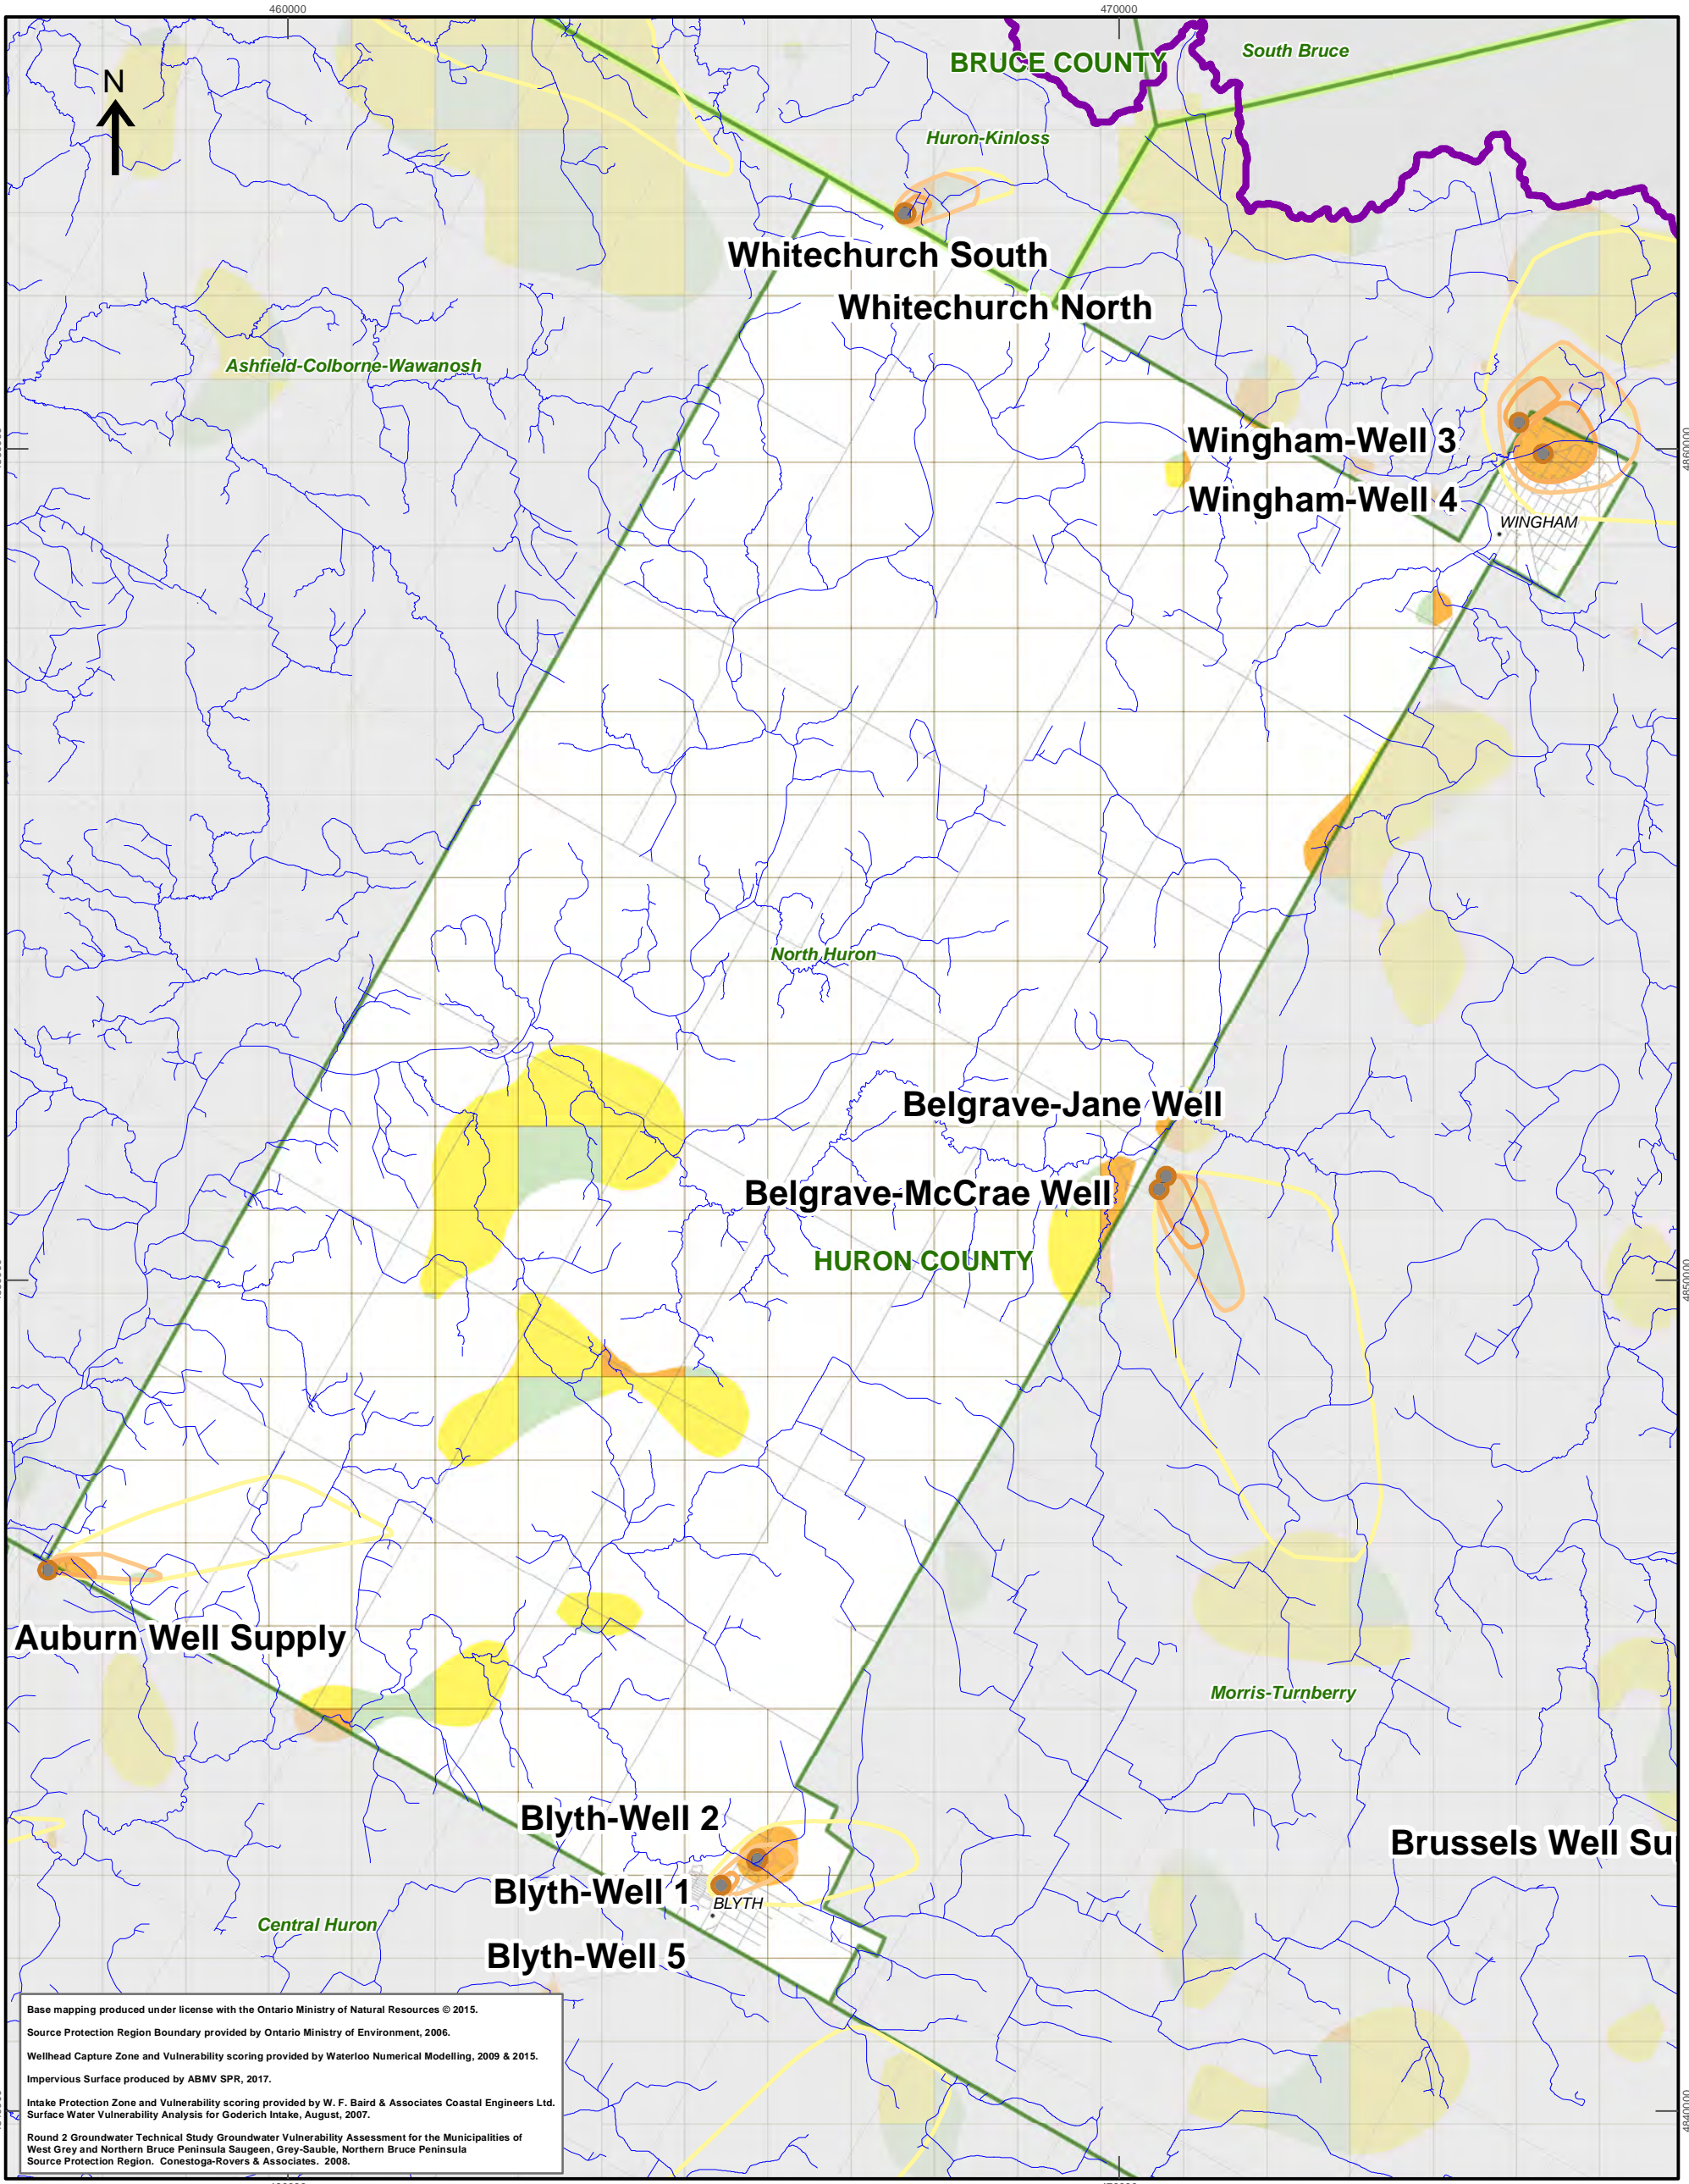 460000
470000
BRUCE COUNTY
South Bruce
N
Huron-Kinloss
Whitechurch South
Whitechurch North
Ashfield-Colborne-Wawanosh
Wingham-Well 3
4860000
Wingham-Well 4
WINGHAM
North Huron
Belgrave-Jane Well
Belgrave-McCrae Well
HURON COUNTY
4850000
Auburn Well Supply
Morris-Turnberry
Blyth-Well 2
Brussels Well Sup
Blyth-Well 1
BLYTH
Central Huron
Blyth-Well 5
Base mapping produced under license with the Ontario Ministry of Natural Resources © 2015.
Source Protection Region Boundary provided by Ontario Ministry of Environment, 2006.
Wellhead Capture Zone and Vulnerability scoring provided by Waterloo Numerical Modelling, 2009 & 2015.
Impervious Surface produced by ABMV SPR, 2017.
Intake Protection Zone and Vulnerability scoring provided by W. F. Baird & Associates Coastal Engineers Ltd.
Surface Water Vulnerability Analysis for Goderich Intake, August, 2007.
Round 2 Groundwater Technical Study Groundwater Vulnerability Assessment for the Municipalities of
West Grey and Northern Bruce Peninsula Saugeen, Grey-Sauble, Northern Bruce Peninsula
Source Protection Region. Conestoga-Rovers & Associates. 2008.
4840000